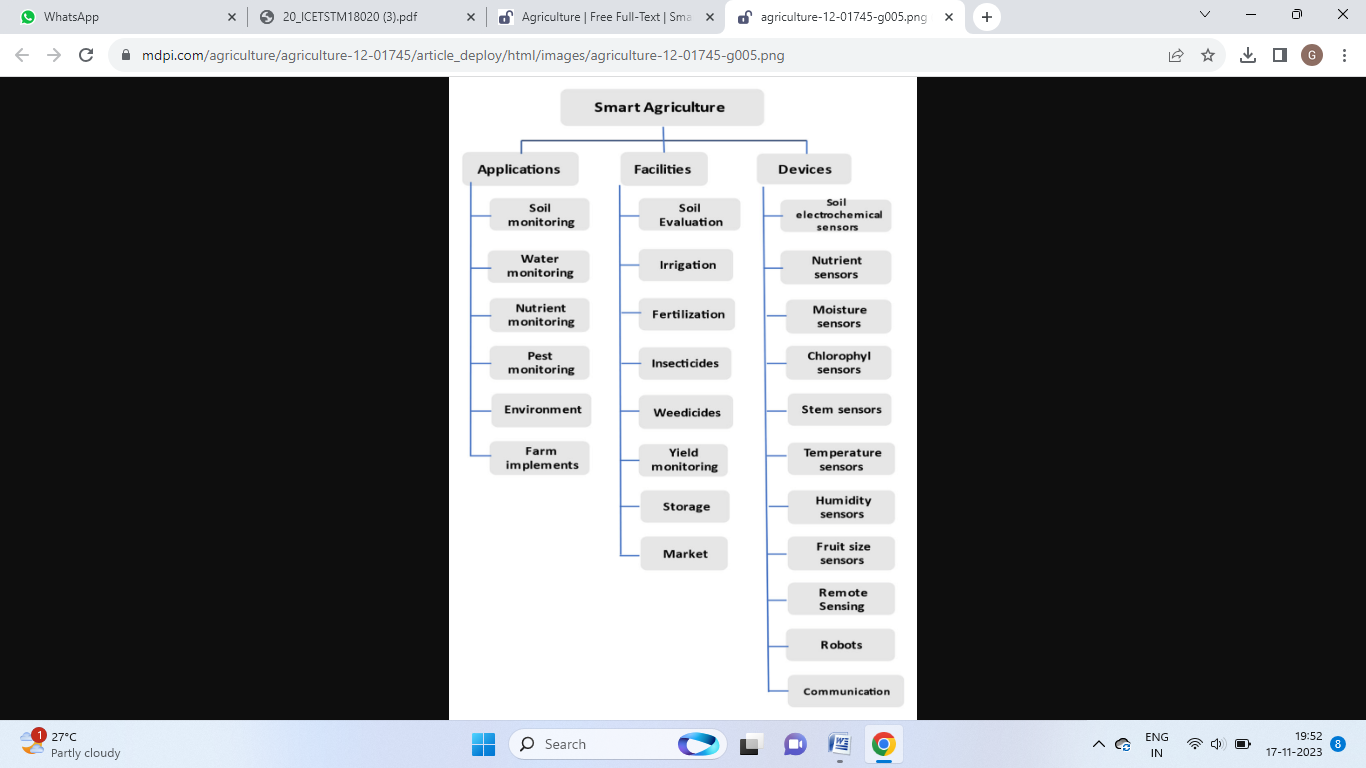 WhatsApp
20_ICETSTM18020 (3).pdf
Agriculture | Free Full-Text | Sma
agriculture-12-01745-g005.png
mdpi.com/agriculture/agriculture-12-01745/article_deploy/html/images/agriculture-12-01745-g005.png
G
Smart Agriculture
Applications
Soil
monitoring
Water
monitoring
Nutrient
monitoring
Pest
monitoring
Environment
Farm
implements
Facilities
Soil
Evaluation
Irrigation
Fertilization
Insecticides
Weedicides
Yield
monitoring
Storage
Market
Devices
Soil
electrochemical
sensors
Nutrient
sensors
Moisture
sensors
Chlorophyl
sensors
Stem sensors
Temperature
sensors
Humidity
sensors
Fruit size
sensors
Remote
Sensing
Robots
Communication
1
27°C
Partly cloudy
Search
ENG
IN
19:52
17-11-2023
8